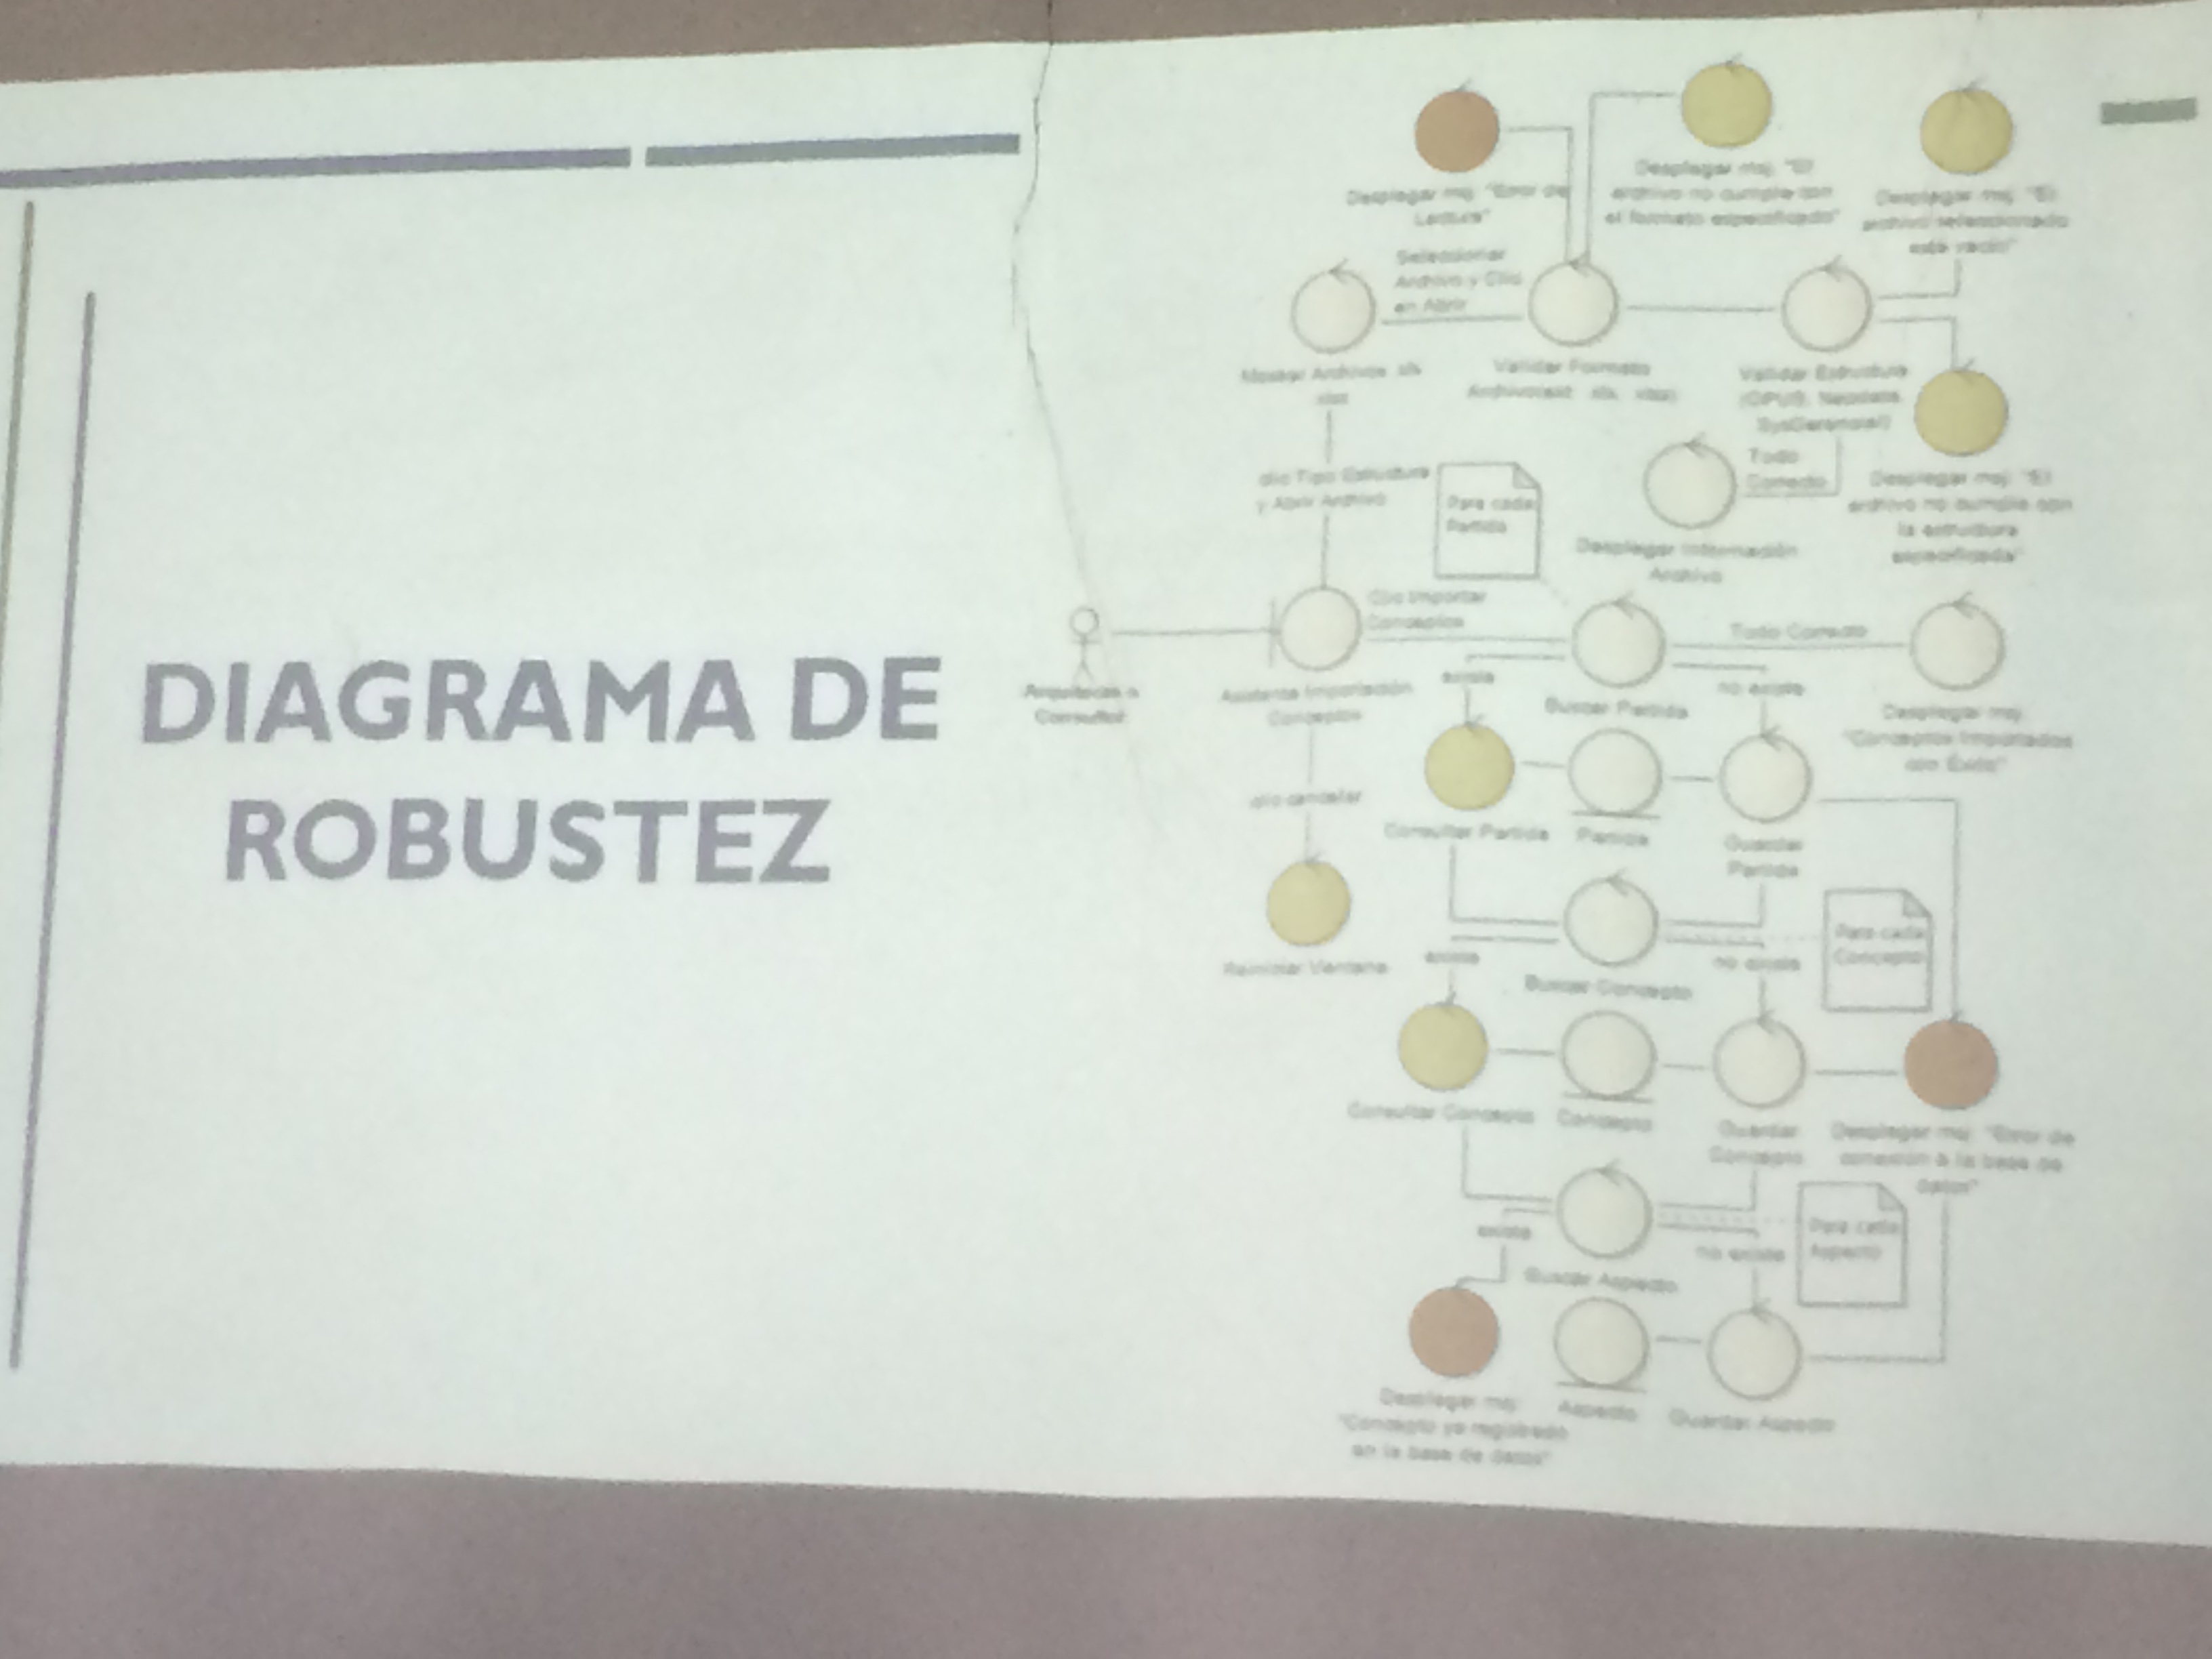 DIAGRAMA DE
ROBUSTEZ
Desplegar msj. "Error de
Lectura"
Desplegar msj. "El
archivo no cumple con
el formato especificado"
Desplegar msj. "El
archivo seleccionado
está vacío"
Seleccionar
Archivo y Clic
en Abrir
Mostrar Archivos .xls
Validar Formato
Validar Estructura
(OPUS, Neodata,
Todo
Correcto
Desplegar msj. "El
archivo no cumple con
la estructura
especificada"
clic Tipo Estructura
y Abrir Archivo
Para cada
Partida
Desplegar Información
Archivo
Clic Importar
Conceptos
Todo Correcto
Arquitecto o
Consultor
Asistente Importación
Conceptos
existe
no existe
Buscar Partida
Desplegar msj.
"Conceptos Importados
con Éxito"
clic cancelar
Consultar Partida
Partida
Guardar
Partida
Para cada
Concepto
Reiniciar Ventana
existe
no existe
Buscar Concepto
Consultar Concepto
Concepto
Guardar
Concepto
Desplegar msj. "Error de
conexión a la base de
datos"
existe
no existe
Para cada
Aspecto
Buscar Aspecto
Desplegar msj.
"Concepto ya registrado
en la base de datos"
Aspecto
Guardar Aspecto